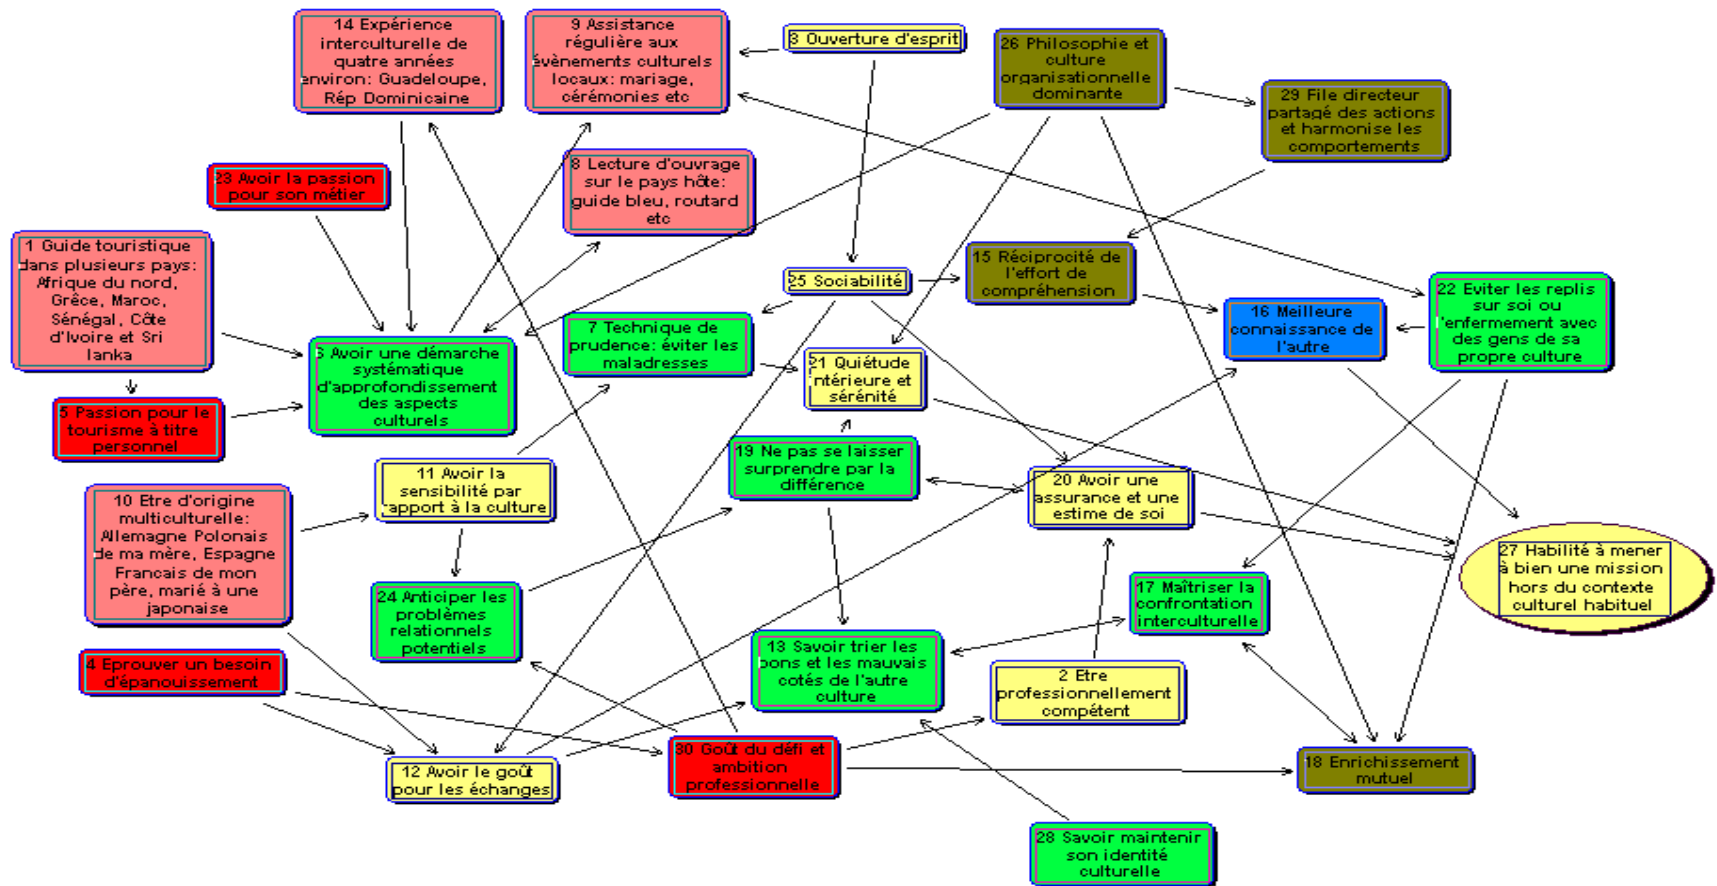 14 Expérience
interculturelle de
quatre années
environ: Guadeloupe,
Rép Dominicaine
9 Assistance
régulière aux
évènements culturels
locaux: mariage,
cérémonies etc
3 Ouverture d'esprit
26 Philosophie et
culture
organisationnelle
dominante
29 File directeur
partagé des actions
et harmonise les
comportements
23 Avoir la passion
pour son métier
8 Lecture d'ouvrage
sur le pays hôte:
guide bleu, routard
etc
1 Guide touristique
dans plusieurs pays:
Afrique du nord,
Grêce, Maroc,
Sénégal, Côte
d'Ivoire et Sri
lanka
25 Sociabilité
15 Réciprocité de
l'effort de
compréhension
16 Meilleure
connaissance de
l'autre
22 Eviter les replis
sur soi ou
l'enfermement avec
des gens de sa
propre culture
6 Avoir une démarche
systématique
d'approfondissement
des aspects
culturels
7 Technique de
prudence: éviter les
maladresses
21 Quiétude
intérieure et
sérénité
5 Passion pour le
tourisme à titre
personnel
11 Avoir la
sensibilité par
rapport à la culture
19 Ne pas se laisser
surprendre par la
différence
20 Avoir une
assurance et une
estime de soi
10 Etre d'origine
multiculturelle:
Allemagne Polonais
de ma mère, Espagne
Francais de mon
père, marié à une
japonaise
27 Habilité à mener
à bien une mission
hors du contexte
culturel habituel
24 Anticiper les
problèmes
relationnels
potentiels
17 Maîtriser la
confrontation
interculturelle
4 Eprouver un besoin
d'épanouissement
13 Savoir trier les
bons et les mauvais
cotés de l'autre
culture
2 Etre
professionnellement
compétent
12 Avoir le goût
pour les échanges
30 Goût du défi et
ambition
professionnelle
18 Enrichissement
mutuel
28 Savoir maintenir
son identité
culturelle